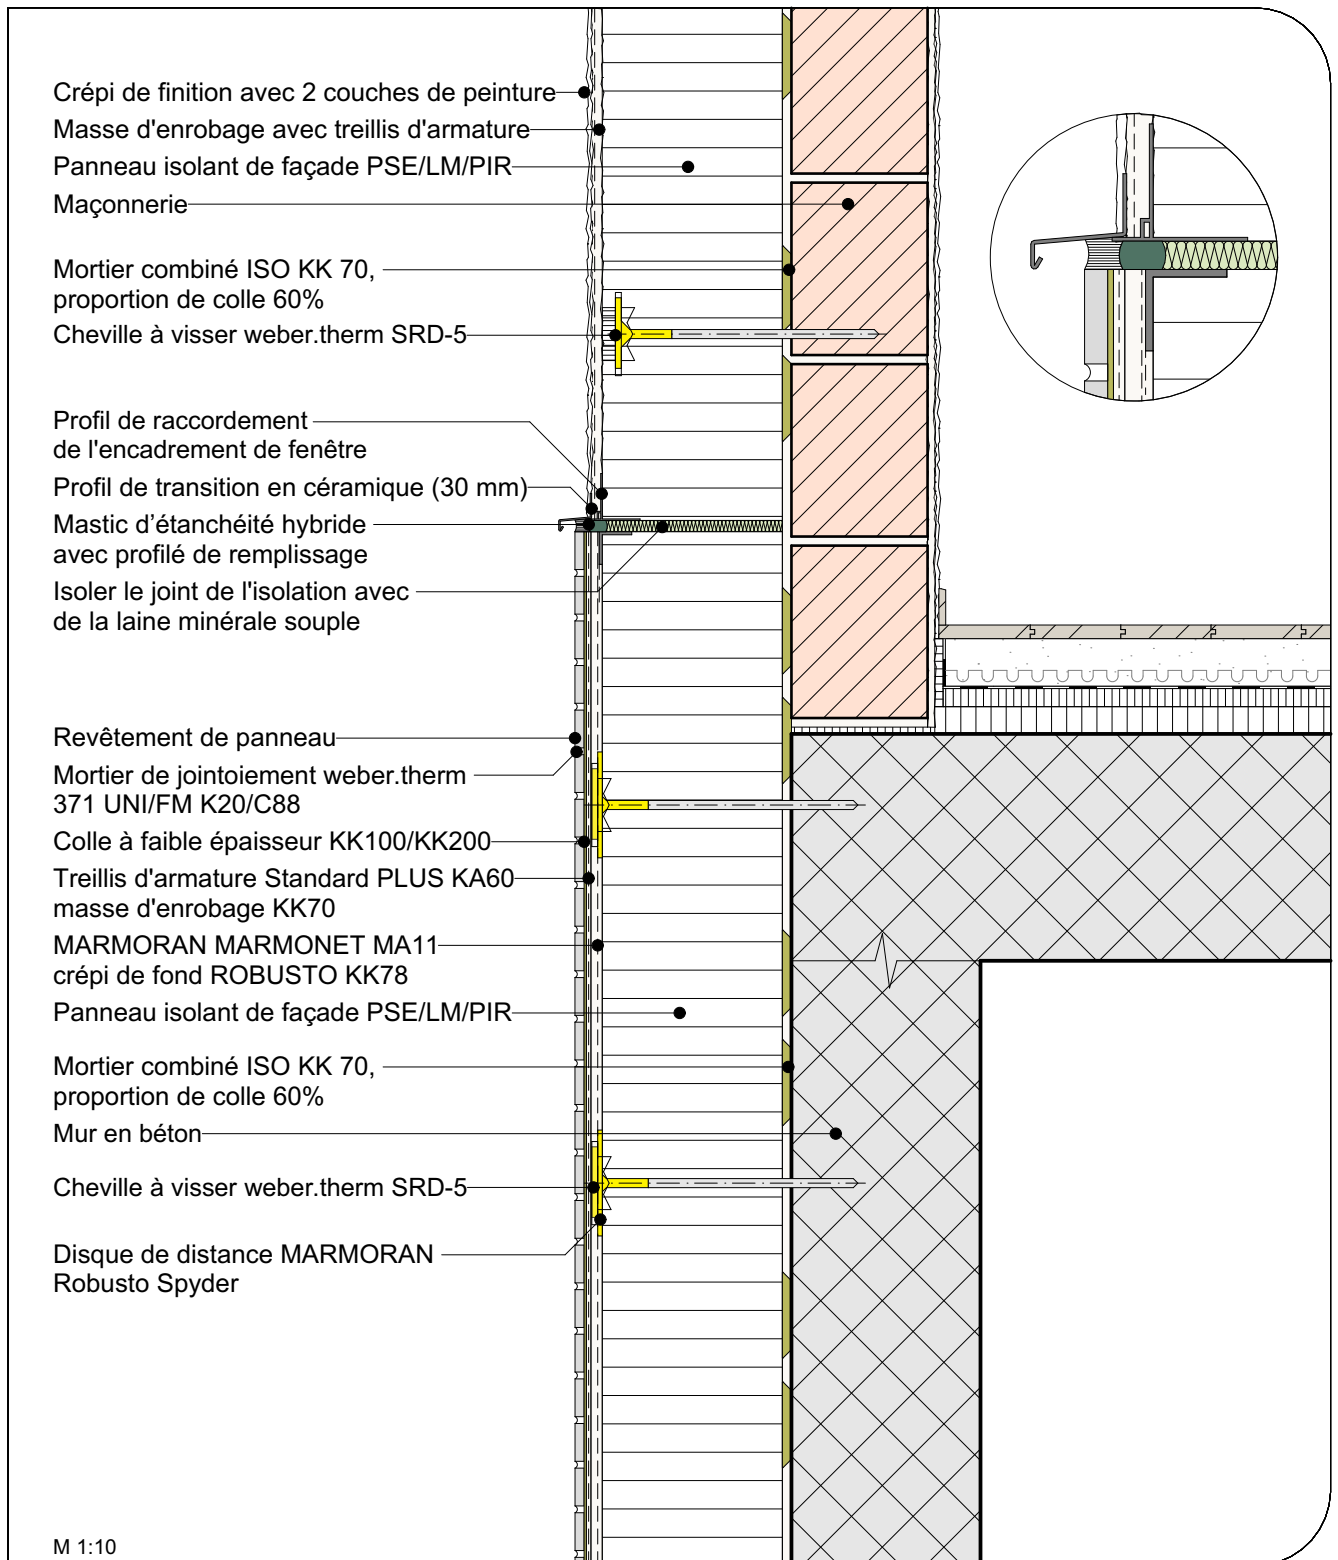 Crépi de finition avec 2 couches de peinture
Masse d'enrobage avec treillis d'armature
Panneau isolant de façade PSE/LM/PIR
Maçonnerie
Mortier combiné ISO KK 70,
proportion de colle 60%
Cheville à visser weber.therm SRD-5
Profil de raccordement
de l'encadrement de fenêtre
Profil de transition en céramique (30 mm)
Mastic d’étanchéité hybride
avec profilé de remplissage
Isoler le joint de l'isolation avec
de la laine minérale souple
Revêtement de panneau
Mortier de jointoiement weber.therm
371 UNI/FM K20/C88
Colle à faible épaisseur KK100/KK200
Treillis d'armature Standard PLUS KA60
masse d'enrobage KK70
MARMORAN MARMONET MA11
crépi de fond ROBUSTO KK78
Panneau isolant de façade PSE/LM/PIR
Mortier combiné ISO KK 70,
proportion de colle 60%
Mur en béton
Cheville à visser weber.therm SRD-5
Disque de distance MARMORAN
Robusto Spyder
M 1:10